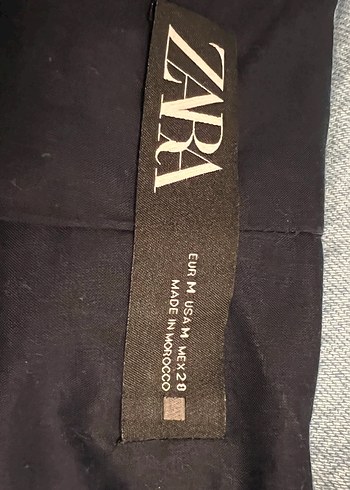 ZARA
EUR M USA M MEX 28
MADE IN MOROCCO